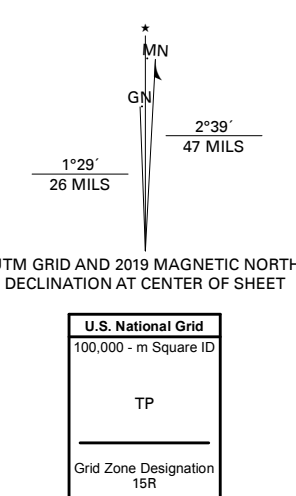 MN
GN
2°39´
47 MILS
1°29´
26 MILS
UTM GRID AND 2019 MAGNETIC NORTH
DECLINATION AT CENTER OF SHEET
U.S. National Grid
100,000 - m Square ID
TP
Grid Zone Designation
15R